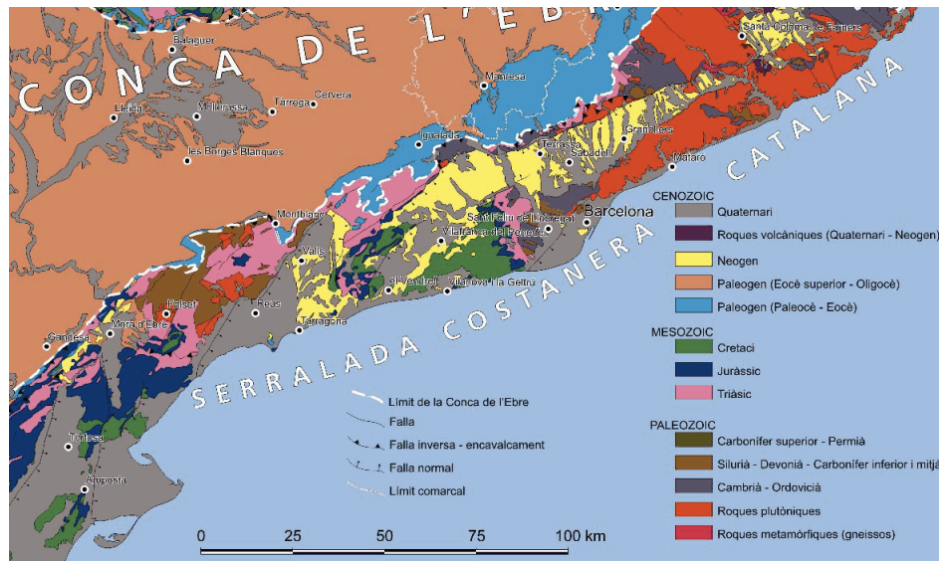 CONCA DE L'EB
Balaguer
Santa Coloma de Farners
Manresa
Cervera
Tàrrega
Lleida
Mollerussa
Igualada
les Borges Blanques
Granollers
Terrassa
Sabadell
Mataró
Montblanc
Sant Feliu de Llobregat
Barcelona
Vilafranca del Penedès
Valls
el Vendrell
Vilanova i la Geltrú
Falset
Reus
Móra d'Ebre
Tarragona
Gandesa
Tortosa
Amposta
SERRALADA COSTANERA CATALANA
Límit de la Conca de l'Ebre
Falla
Falla inversa - encavalcament
Falla normal
Límit comarcal
0 25 50 75 100 km
CENOZOIC
Quaternari
Roques volcàniques (Quaternari - Neogen)
Neogen
Paleogen (Eocè superior - Oligocè)
Paleogen (Paleocè - Eocè)
MESOZOIC
Cretaci
Juràssic
Triàsic
PALEOZOIC
Carbonífer superior - Permià
Silurià - Devonià - Carbonífer inferior i mitjà
Cambrià - Ordovicià
Roques plutòniques
Roques metamòrfiques (gneissos)